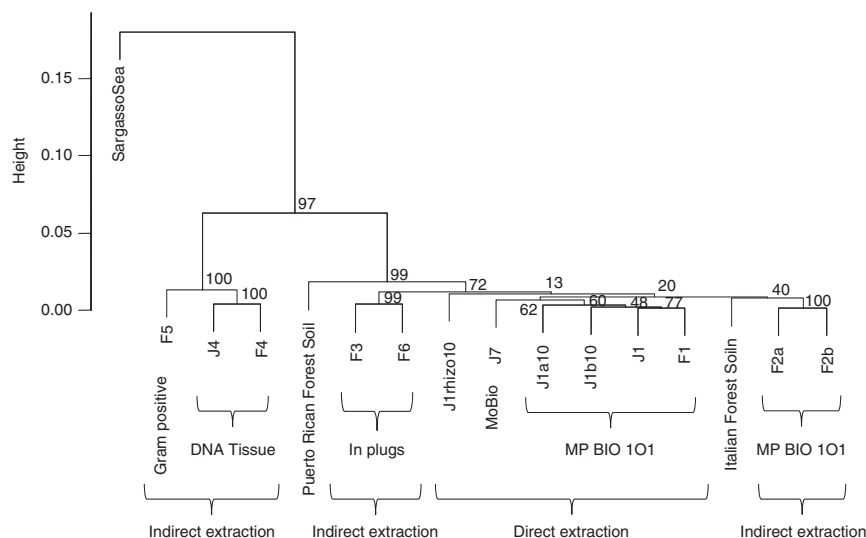 Height
0.15
0.10
0.05
0.00
SargassoSea
97
100
100
99
99
72
13
20
62
60
48
77
40
100
F5
J4
F4
Puerto Rican Forest Soil
F3
F6
J1rhizo10
J7
J1a10
J1b10
J1
F1
Italian Forest Soiln
F2a
F2b
Gram positive
DNA Tissue
In plugs
MoBio
MP BIO 1O1
MP BIO 1O1
Indirect extraction
Indirect extraction
Direct extraction
Indirect extraction